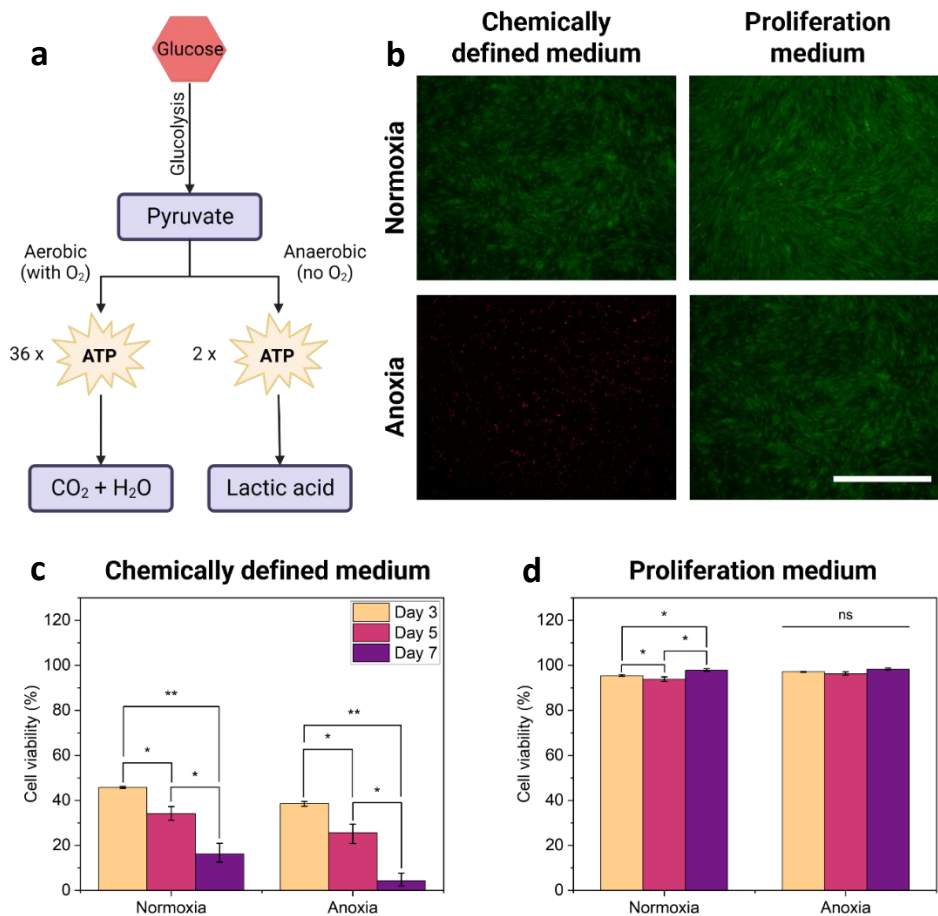 a
Glucose
Glucolysis
Pyruvate
Aerobic
(with O₂)
Anaerobic
(no O₂)
36 x
ATP
2 x
ATP
CO₂ + H₂O
Lactic acid
b
Chemically
defined medium
Proliferation
medium
Normoxia
Anoxia
c
Chemically defined medium
Cell viability (%)
120
100
80
60
40
20
0
Day 3
Day 5
Day 7
**
*
*
**
*
*
Normoxia
Anoxia
d
Proliferation medium
Cell viability (%)
120
100
80
60
40
20
0
*
*
*
ns
Normoxia
Anoxia